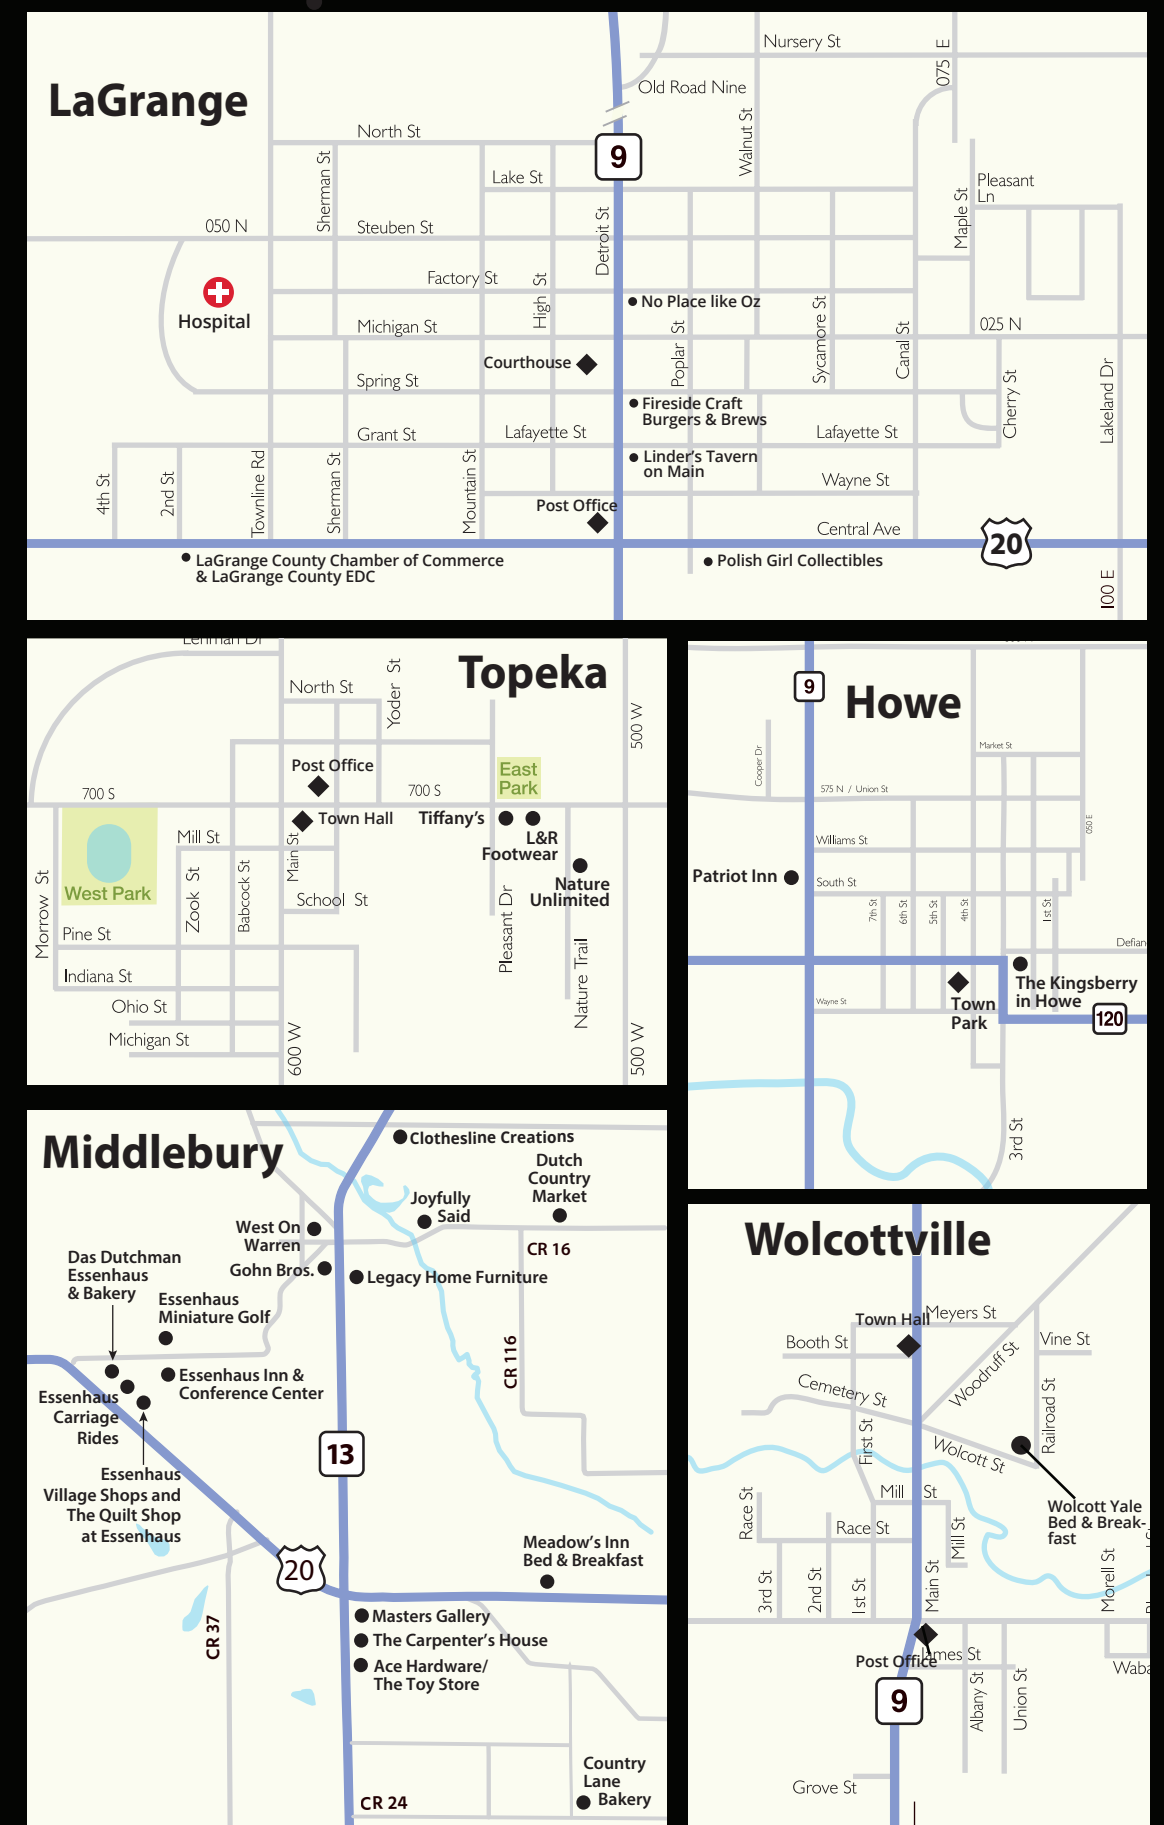 LaGrange
Nursery St
075 E
Old Road Nine
Walnut St
North St
9
Sherman St
Lake St
Pleasant
Ln
Maple St
050 N
Steuben St
Detroit St
Factory St
High St
Hospital
No Place like Oz
Michigan St
Poplar St
Sycamore St
Canal St
025 N
Courthouse
Spring St
Cherry St
Lakeland Dr
Fireside Craft
Burgers & Brews
Grant St
Lafayette St
Lafayette St
4th St
2nd St
Townline Rd
Sherman St
Mountain St
Linder's Tavern
on Main
Wayne St
Post Office
Central Ave
20
LaGrange County Chamber of Commerce
& LaGrange County EDC
Polish Girl Collectibles
100 E
Lehman Dr
Topeka
North St
Yoder St
500 W
Post Office
East
Park
700 S
700 S
Town Hall
Tiffany's
L&R
Footwear
Mill St
Main St
West Park
Zook St
Babcock St
Nature
Unlimited
School St
Morrow St
Pine St
Pleasant Dr
Nature Trail
Indiana St
Ohio St
Michigan St
600 W
500 W
9
Howe
Market St
Cooper Dr
575 N / Union St
050 E
Williams St
Patriot Inn
South St
7th St
6th St
5th St
4th St
1st St
Defian
The Kingsberry
in Howe
Wayne St
Town
Park
120
3rd St
Middlebury
Clothesline Creations
Dutch
Country
Market
Joyfully
Said
West On
Warren
CR 16
Das Dutchman
Essenhaus
& Bakery
Gohn Bros.
Legacy Home Furniture
Essenhaus
Miniature Golf
CR 116
Essenhaus Inn &
Conference Center
Essenhaus
Carriage
Rides
13
Essenhaus
Village Shops and
The Quilt Shop
at Essenhaus
Meadow's Inn
Bed & Breakfast
20
CR 37
Masters Gallery
The Carpenter's House
Ace Hardware/
The Toy Store
Country
Lane
Bakery
CR 24
Wolcottville
Town Hall
Meyers St
Booth St
Vine St
Woodruff St
Cemetery St
Railroad St
First St
Wolcott St
Mill St
Race St
Race St
Mill St
Wolcott Yale
Bed & Break-
fast
3rd St
2nd St
1st St
Main St
Morell St
James St
Post Office
Waba
9
Albany St
Union St
Grove St